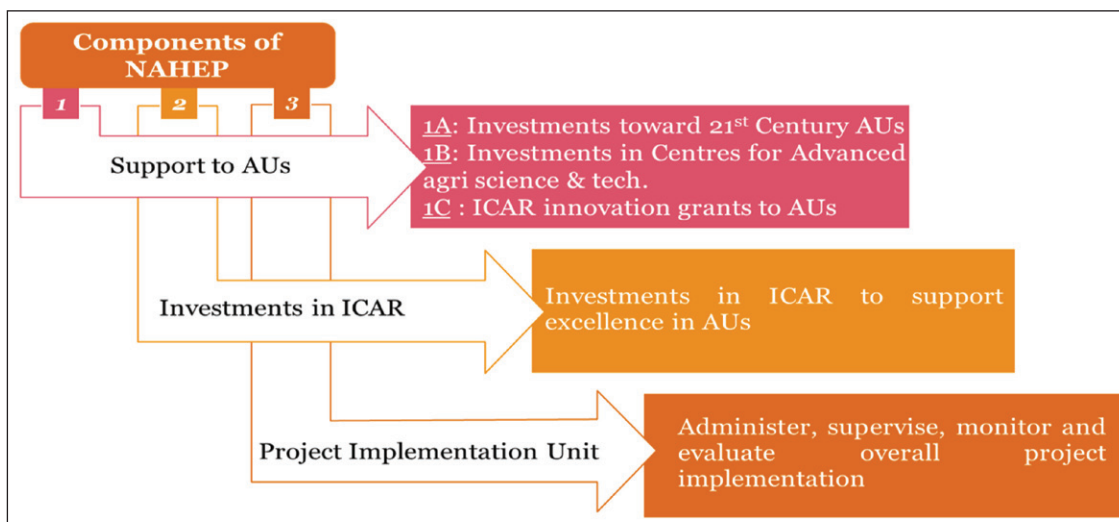 Components of
NAHEP
1
2
3
Support to AUs
1A: Investments toward 21st Century AUs
1B: Investments in Centres for Advanced
agri science & tech.
1C : ICAR innovation grants to AUs
Investments in ICAR
Investments in ICAR to support
excellence in AUs
Project Implementation Unit
Administer, supervise, monitor and
evaluate overall project
implementation